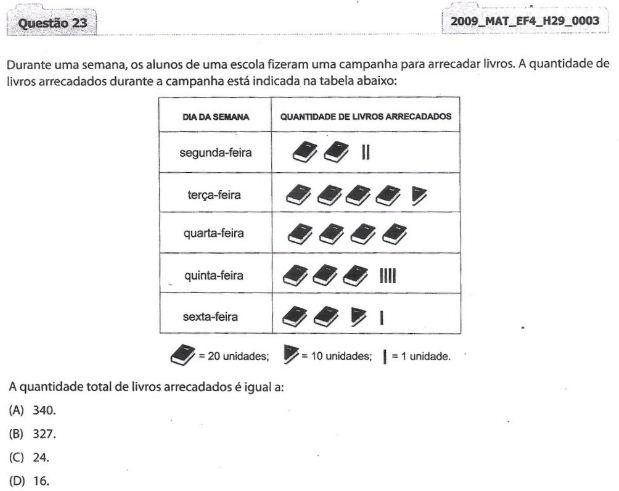 Questão 23
2009_MAT_EF4_H29_0003
Durante uma semana, os alunos de uma escola fizeram uma campanha para arrecadar livros. A quantidade de
livros arrecadados durante a campanha está indicada na tabela abaixo:
DIA DA SEMANA QUANTIDADE DE LIVROS ARRECADADOS
segunda-feira
terça-feira
quarta-feira
quinta-feira
sexta-feira
= 20 unidades; = 10 unidades; = 1 unidade.
A quantidade total de livros arrecadados é igual a:
(A) 340.
(B) 327.
(C) 24.
(D) 16.